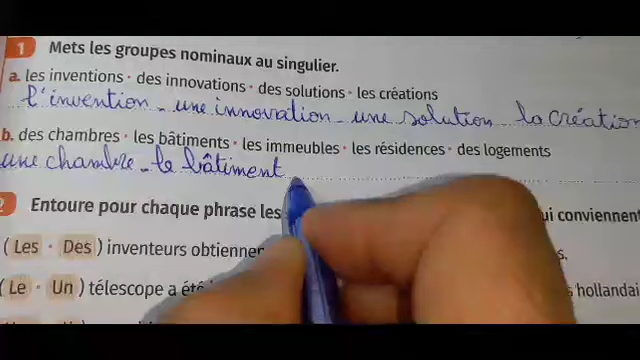 1 Mets les groupes nominaux au singulier.
a. les inventions · des innovations · des solutions · les créations
l'invention - une innovation - une solution la création
b. des chambres · les bâtiments · les immeubles · les résidences · des logements
une chambre - le bâtiment
2 Entoure pour chaque phrase les ui conviennent
(Les · Des) inventeurs s.
(Le · Un) télescope a été hollandai